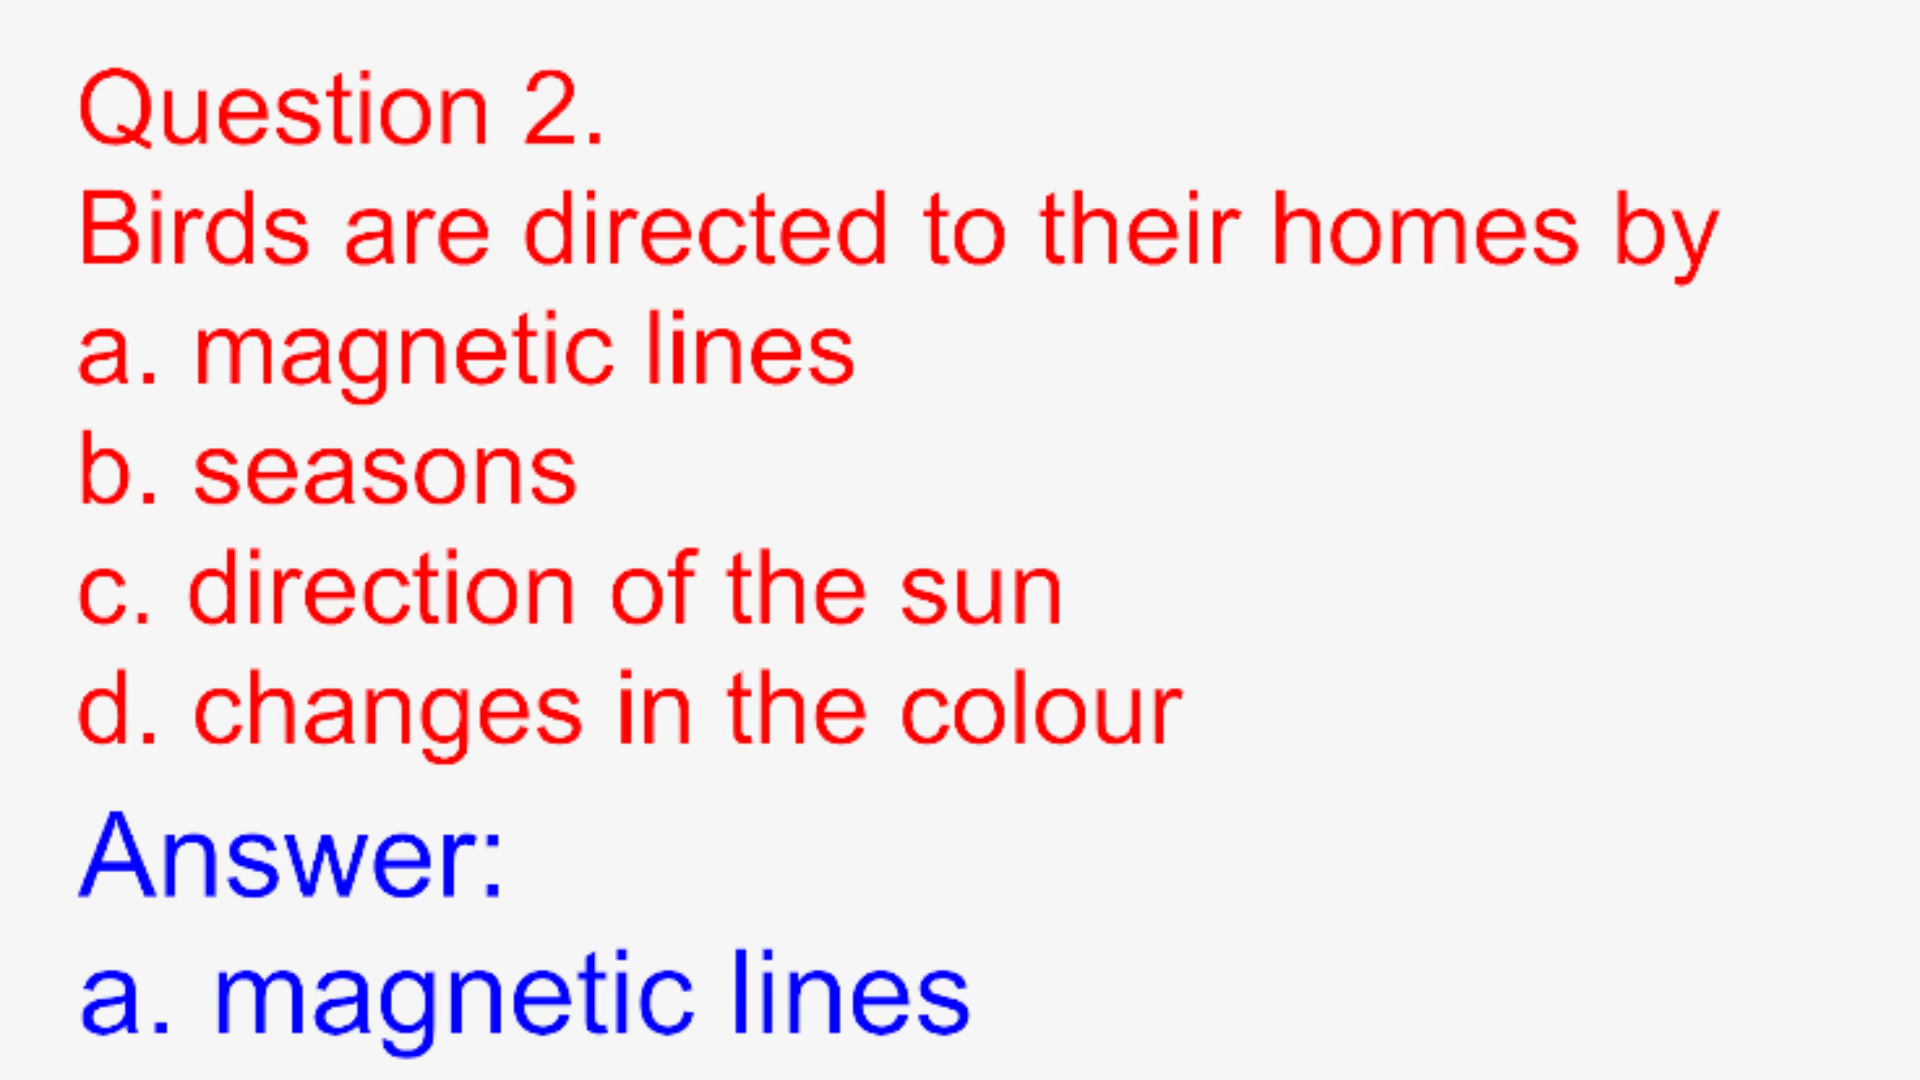 Question 2.
Birds are directed to their homes by
a. magnetic lines
b. seasons
c. direction of the sun
d. changes in the colour
Answer:
a. magnetic lines